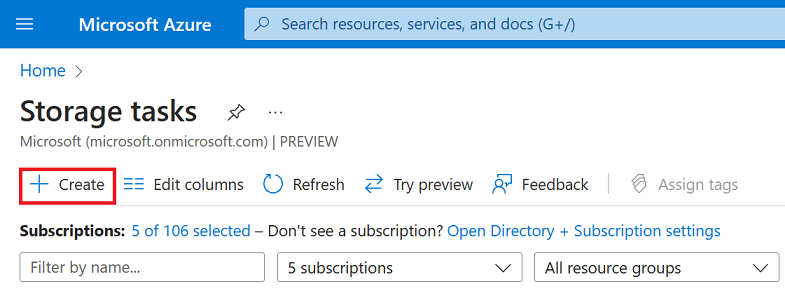 Microsoft Azure Search resources, services, and docs (G+/)
Home
Storage tasks ...
Microsoft (microsoft.onmicrosoft.com) | PREVIEW
Create Edit columns Refresh Try preview Feedback Assign tags
Subscriptions: 5 of 106 selected – Don't see a subscription? Open Directory + Subscription settings
Filter by name... 5 subscriptions All resource groups